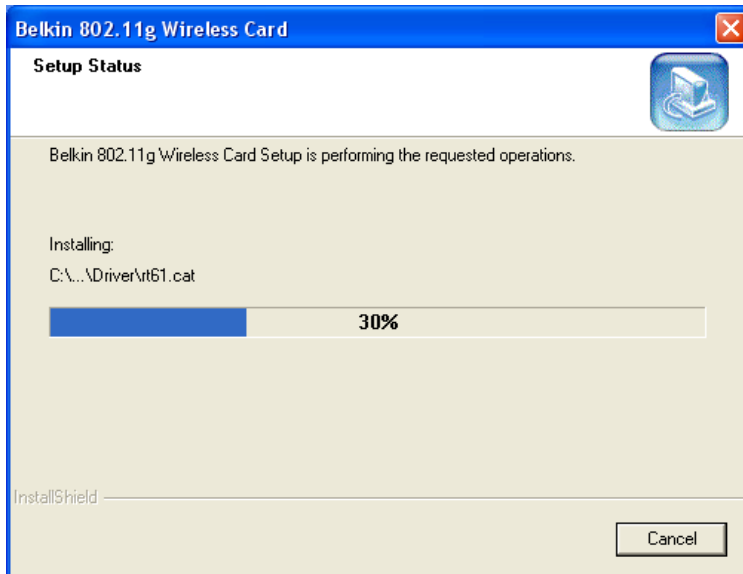 Belkin 802.11g Wireless Card
Setup Status
Belkin 802.11g Wireless Card Setup is performing the requested operations.
Installing:
C:\...\Driver\rt61.cat
30%
InstallShield
Cancel